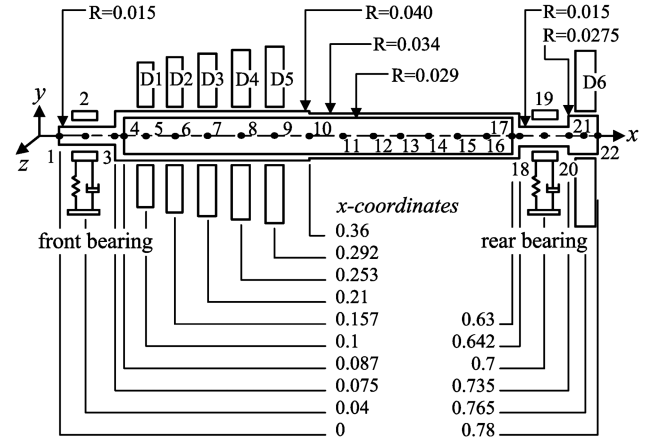 R=0.015
R=0.040
R=0.015
R=0.034
R=0.0275
R=0.029
D1 D2 D3 D4 D5 D6
y
2
19
x
z
1
3
4 5 6 7 8 9 10
11 12 13 14 15 16
17
18
20
21
22
front bearing
rear bearing
x-coordinates
0.36
0.292
0.253
0.21
0.157 0.63
0.1 0.642
0.087 0.7
0.075 0.735
0.04 0.765
0 0.78